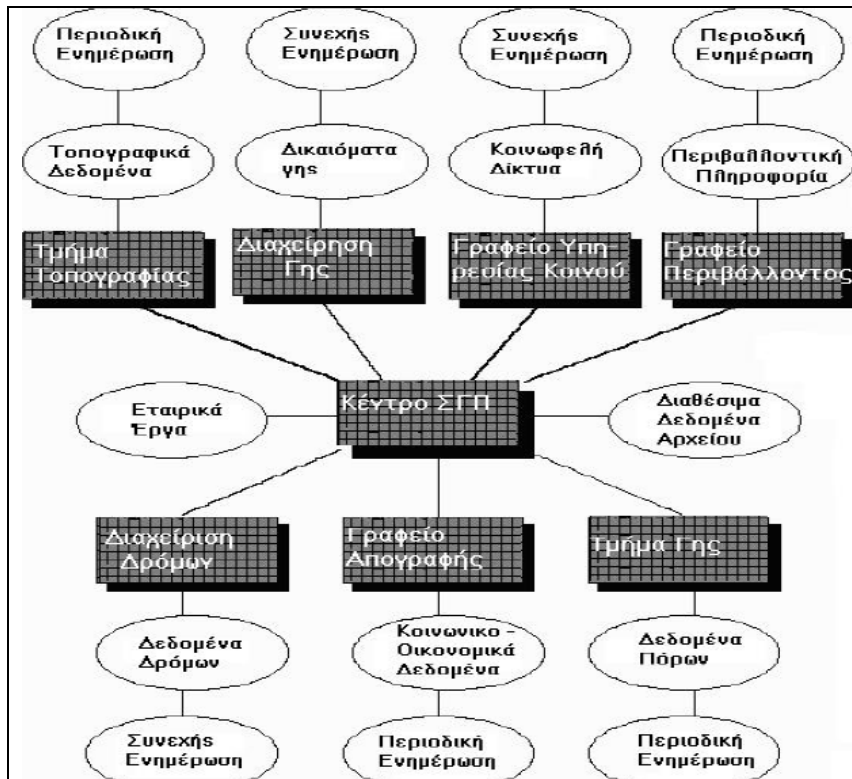 Περιοδική
Ενημέρωση
Συνεχής
Ενημέρωση
Συνεχής
Ενημέρωση
Περιοδική
Ενημέρωση
Τοπογραφικά
Δεδομένα
Δικαιόματα
γης
Κοινωφελή
Δίκτυα
Περιβαλλοντική
Πληροφορία
Τμήμα
Τοπογραφίας
Διαχείρηση
Γης
Γραφείο Υπη-
ρεσίας Κοινού
Γραφείο
Περιβάλλοντος
Εταιρικά
Έργα
Κέντρο ΣΓΠ
Διαθέσιμα
Δεδομένα
Αρχείου
Διαχείριση
Δρόμων
Γραφείο
Απογραφής
Τμήμα Γης
Δεδομένα
Δρόμων
Κοινωνικο -
Οικονομικά
Δεδομένα
Δεδομένα
Πόρων
Συνεχής
Ενημέρωση
Περιοδική
Ενημέρωση
Περιοδική
Ενημέρωση